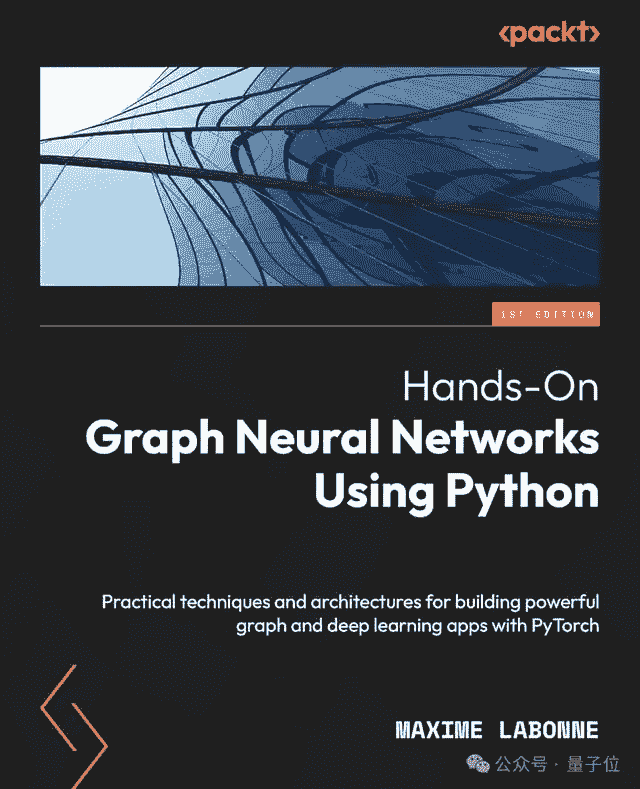 <packt>
1ST EDITION
Hands-On
Graph Neural Networks
Using Python
Practical techniques and architectures for building powerful
graph and deep learning apps with PyTorch
MAXIME LABONNE
公众号 · 量子位